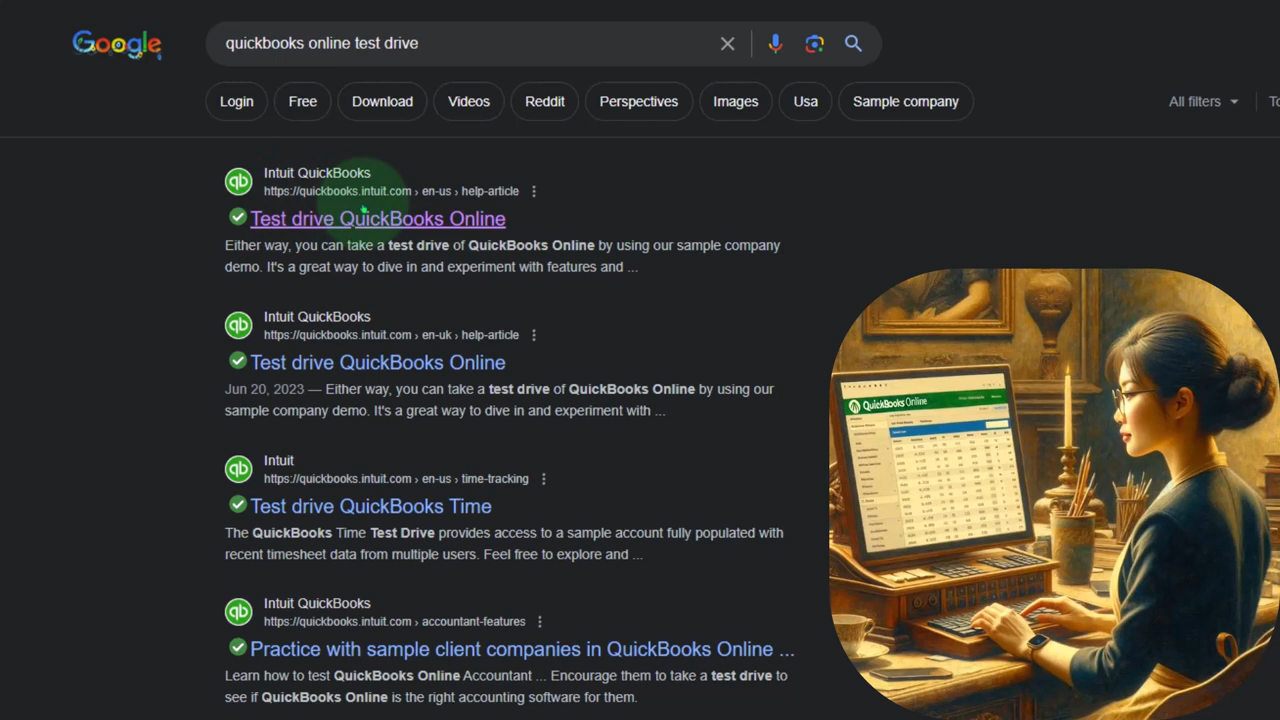 Google
quickbooks online test drive
Login
Free
Download
Videos
Reddit
Perspectives
Images
Usa
Sample company
All filters
qb
Intuit QuickBooks
https://quickbooks.intuit.com › en-us › help-article
Test drive QuickBooks Online
Either way, you can take a test drive of QuickBooks Online by using our sample company
demo. It's a great way to dive in and experiment with features and ...
qb
Intuit QuickBooks
https://quickbooks.intuit.com › en-uk › help-article
Test drive QuickBooks Online
Jun 20, 2023 — Either way, you can take a test drive of QuickBooks Online by using our
sample company demo. It's a great way to dive in and experiment with ...
qb
Intuit
https://quickbooks.intuit.com › en-us › time-tracking
Test drive QuickBooks Time
The QuickBooks Time Test Drive provides access to a sample account fully populated with
recent timesheet data from multiple users. Feel free to explore and ...
qb
Intuit QuickBooks
https://quickbooks.intuit.com › accountant-features
Practice with sample client companies in QuickBooks Online ...
Learn how to test QuickBooks Online Accountant ... Encourage them to take a test drive to
see if QuickBooks Online is the right accounting software for them.
QuickBooks Online